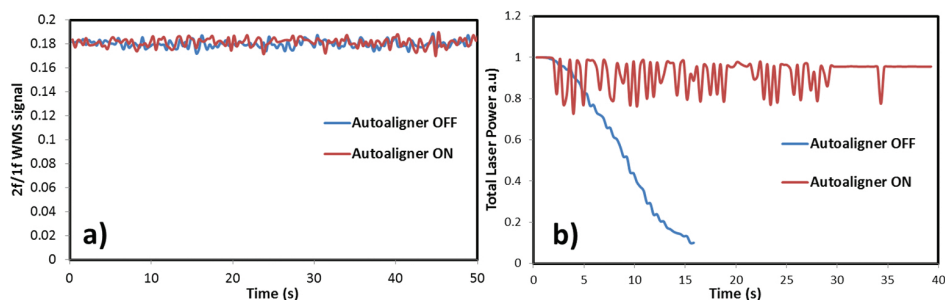 0.2
0.18
0.16
0.14
0.12
0.1
0.08
0.06
0.04
0.02
0
2f/1f WMS signal
Autoaligner OFF
Autoaligner ON
a)
0 10 20 30 40 50
Time (s)
1.2
1
0.8
0.6
0.4
0.2
0
Total Laser Power a.u)
Autoaligner OFF
Autoaligner ON
b)
0 5 10 15 20 25 30 35 40
Time (s)